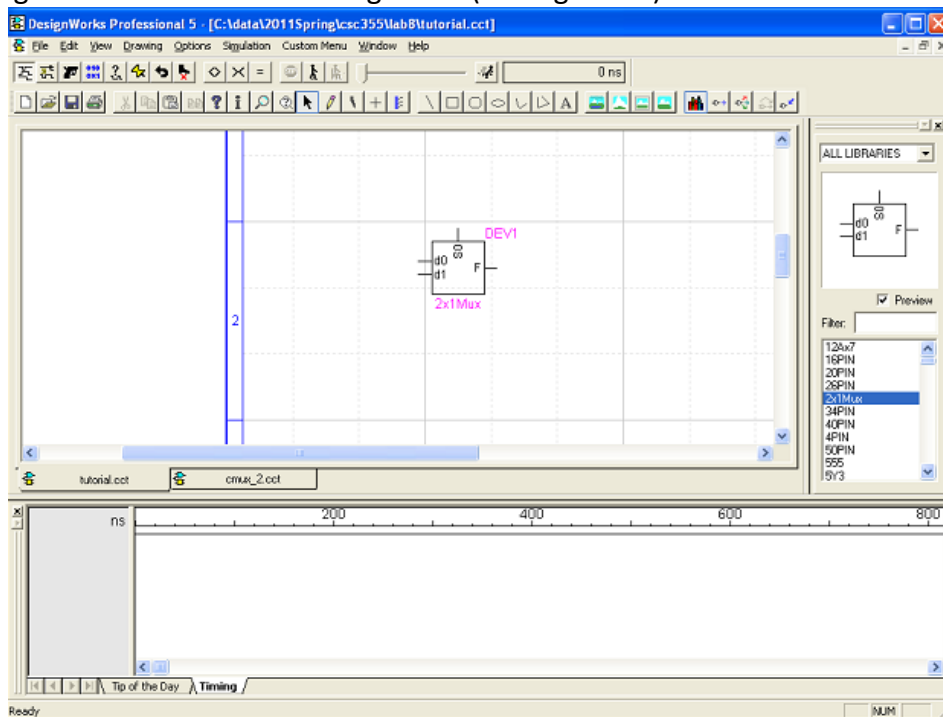 DesignWorks Professional 5 - [C:\data\2011Spring\csc355\lab8\tutorial.cct]
File Edit View Drawing Options Simulation Custom Menu Window Help
0 ns
ALL LIBRARIES
DEV1
d0
d1
S0
F
2x1Mux
2
d0
d1
S0
F
Preview
Filter:
12Ax7
16PIN
20PIN
26PIN
2x1Mux
34PIN
40PIN
4PIN
50PIN
555
5Y3
tutorial.cct
cmux_2.cct
ns
200
400
600
800
Tip of the Day
Timing
Ready
NUM